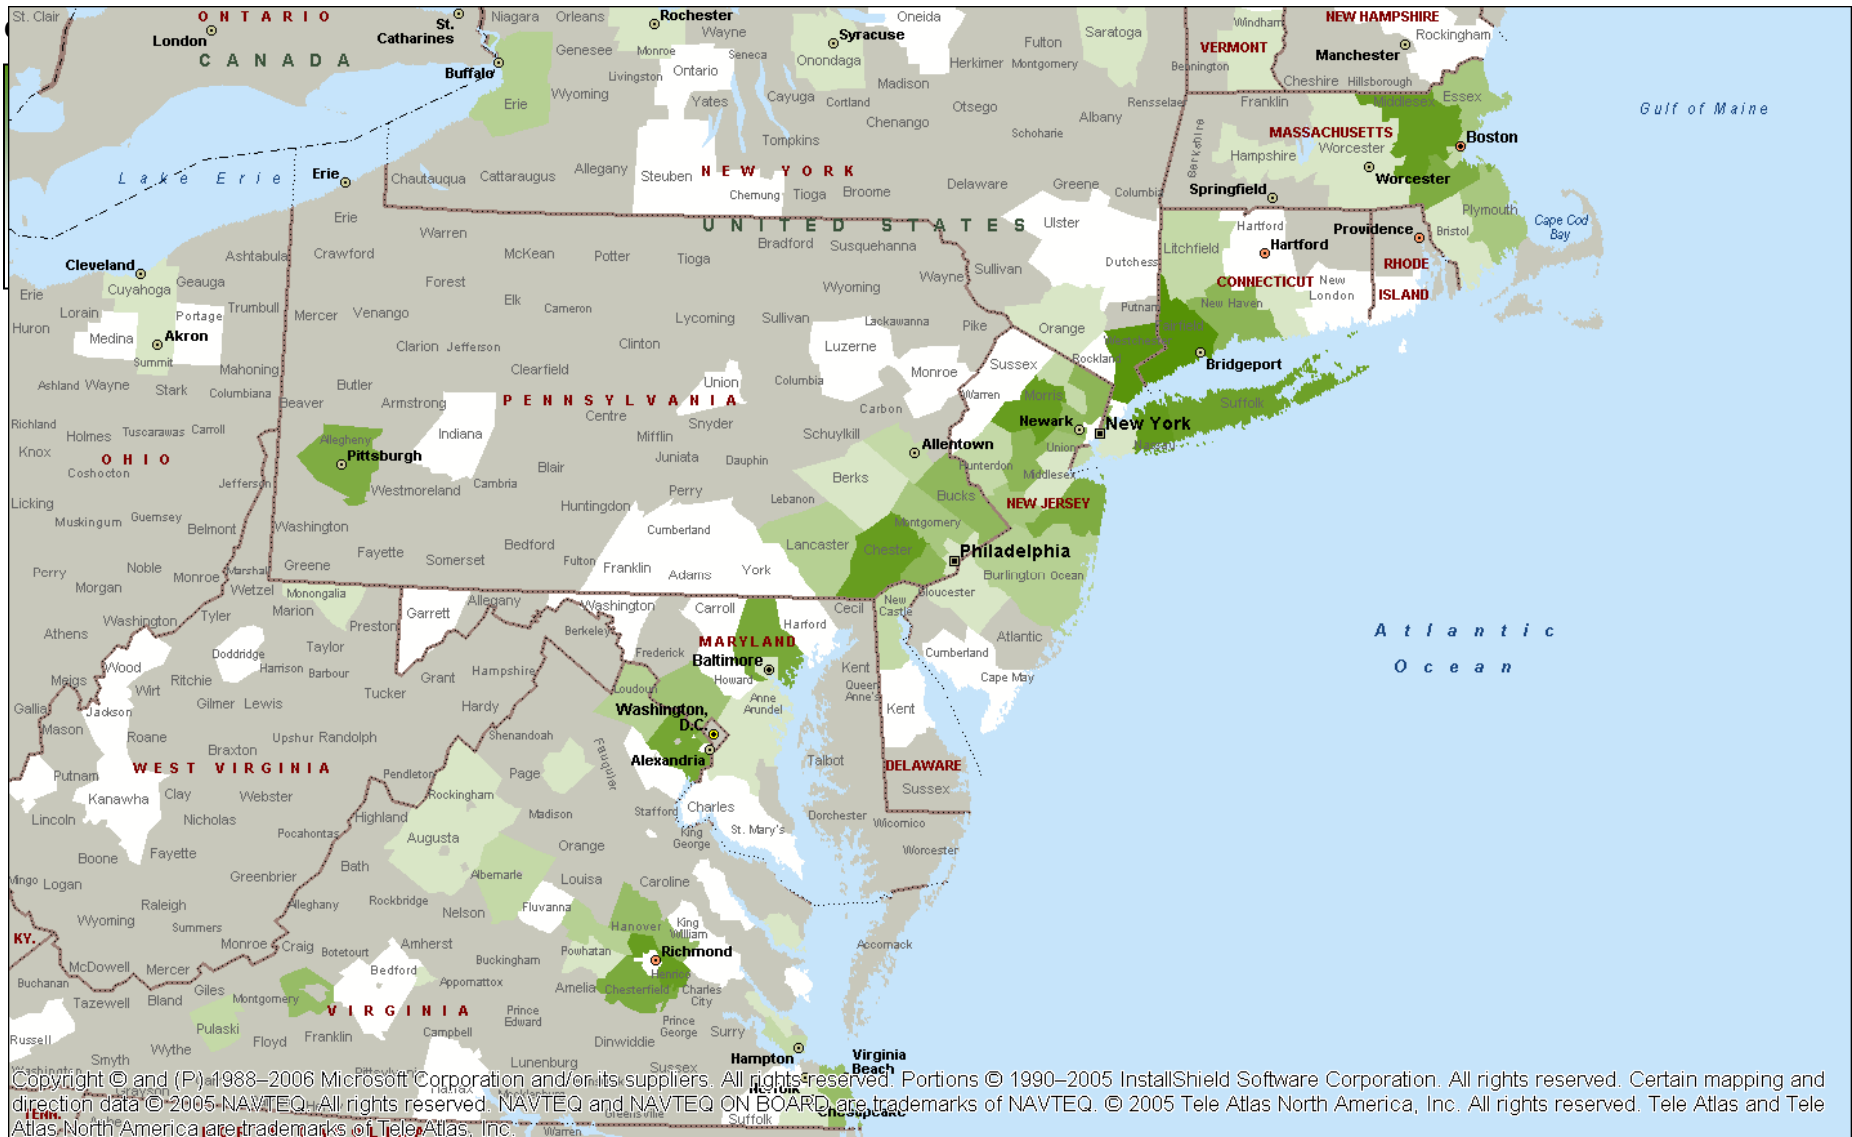 St. Clair
ONTARIO
London
CANADA
St. Catharines
Niagara
Orleans
Rochester
Wayne
Monroe
Genesee
Buffalo
Erie
Wyoming
Livingston
Ontario
Seneca
Yates
Syracuse
Onondaga
Oneida
Madison
Cayuga
Cortland
Chenango
Tompkins
Herkimer
Fulton
Montgomery
Otsego
Schoharie
Saratoga
Albany
Rensselaer
Windham
VERMONT
Bennington
NEW HAMPSHIRE
Rockingham
Manchester
Cheshire
Hillsborough
Franklin
Middlesex
Essex
Gulf of Maine
MASSACHUSETTS
Boston
Worcester
Hampshire
Berkshire
Worcester
Springfield
Plymouth
Cape Cod
Bay
Bristol
Providence
RHODE
ISLAND
Hartford
Hartford
CONNECTICUT
New
London
Litchfield
New Haven
Fairfield
Bridgeport
Lake Erie
Erie
Chautauqua
Cattaraugus
Allegany
Steuben
NEW YORK
Chemung
Tioga
Broome
Delaware
Greene
Columbia
UNITED STATES
Ulster
Dutchess
Sullivan
Putnam
Orange
Westchester
Rockland
Erie
Crawford
Warren
McKean
Potter
Tioga
Bradford
Susquehanna
Wayne
Wyoming
Forest
Elk
Cameron
Lycoming
Sullivan
Lackawanna
Pike
Mercer
Venango
Clarion
Jefferson
Clinton
Luzerne
Monroe
Columbia
Clearfield
Union
PENNSYLVANIA
Butler
Armstrong
Beaver
Indiana
Centre
Snyder
Mifflin
Carbon
Schuylkill
Allentown
Allegheny
Pittsburgh
Westmoreland
Cambria
Blair
Juniata
Dauphin
Perry
Lebanon
Berks
Bucks
Huntingdon
Cumberland
Montgomery
Lancaster
Chester
Philadelphia
Washington
Fayette
Somerset
Bedford
Fulton
Franklin
Adams
York
Greene
Cleveland
Cuyahoga
Geauga
Ashtabula
Erie
Lorain
Huron
Medina
Akron
Portage
Trumbull
Summit
Mahoning
Ashland
Wayne
Stark
Columbiana
Richland
Holmes
Tuscarawas
Carroll
Knox
OHIO
Coshocton
Jefferson
Licking
Muskingum
Guernsey
Belmont
Perry
Noble
Monroe
Morgan
Marshal
Wetzel
Washington
Tyler
Athens
Meigs
Gallia
Sussex
Warren
Morris
Newark
New York
Union
Hunterdon
Middlesex
NEW JERSEY
Suffolk
Nassau
Burlington
Ocean
Gloucester
Atlantic
Cumberland
Cape May
Atlantic
Ocean
Monongalia
Marion
Preston
Taylor
Garrett
Allegany
Washington
Carroll
Harford
Cecil
New
Castle
MARYLAND
Baltimore
Frederick
Howard
Anne
Arundel
Kent
Queen
Anne's
Kent
Berkeley
Hampshire
Loudoun
Washington,
D.C.
Alexandria
Talbot
DELAWARE
Sussex
Dorchester
Wicomico
Worcester
Charles
St. Mary's
Doddridge
Harrison
Barbour
Wood
Wirt
Ritchie
Gilmer
Lewis
Tucker
Grant
Hardy
Jackson
Mason
Roane
Upshur
Randolph
Braxton
WEST VIRGINIA
Putnam
Kanawha
Clay
Webster
Lincoln
Nicholas
Pocahontas
Boone
Fayette
Greenbrier
Mingo
Logan
Raleigh
Wyoming
Summers
Monroe
KY.
McDowell
Mercer
Buchanan
Tazewell
Bland
Giles
Russell
Pendleton
Shenandoah
Page
Fauquier
Rockingham
Highland
Madison
Stafford
King
George
Augusta
Orange
Bath
Albemarle
Louisa
Caroline
Alleghany
Rockbridge
Nelson
Fluvanna
Hanover
King
William
Craig
Botetourt
Amherst
Powhatan
Richmond
Henrico
Buckingham
Bedford
Appomattox
Amelia
Chesterfield
Charles
City
Montgomery
VIRGINIA
Prince
Edward
Prince
George
Surry
Pulaski
Floyd
Franklin
Campbell
Dinwiddie
Wythe
Smyth
Lunenburg
Sussex
Accomack
Hampton
Virginia
Beach
Washington
Grayson
Pittsylvania
Halifax
Norfolk
Chesapeake
Greensville
Suffolk
TENN.
Warren
Copyright © and (P) 1988–2006 Microsoft Corporation and/or its suppliers. All rights reserved. Portions © 1990–2005 InstallShield Software Corporation. All rights reserved. Certain mapping and
direction data © 2005 NAVTEQ. All rights reserved. NAVTEQ and NAVTEQ ON BOARD are trademarks of NAVTEQ. © 2005 Tele Atlas North America, Inc. All rights reserved. Tele Atlas and Tele
Atlas North America are trademarks of Tele Atlas, Inc.